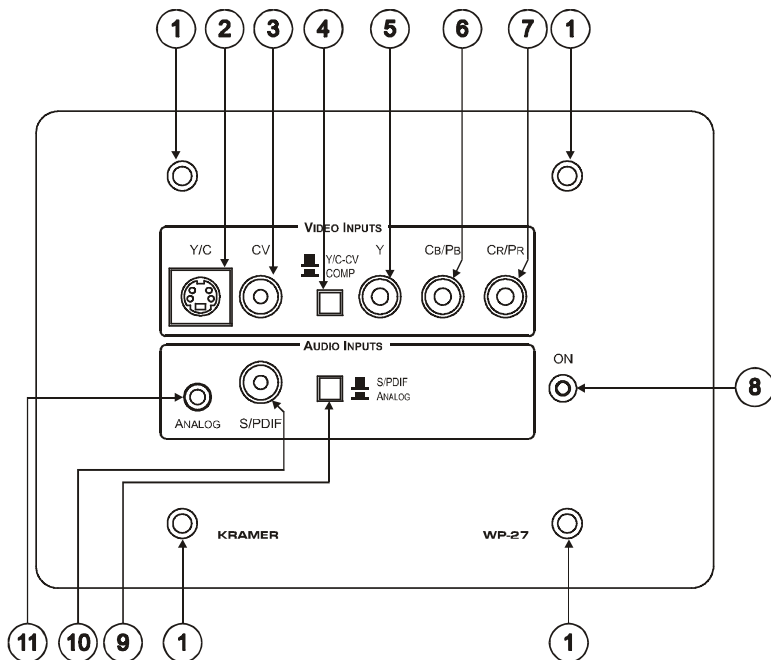 1 2 3 4 5 6 7 1
VIDEO INPUTS
Y/C CV Y/C-CV Y CB/PB CR/PR
COMP
AUDIO INPUTS
ON
S/PDIF
8
ANALOG
ANALOG S/PDIF
KRAMER WP-27
11 10 9 1 1